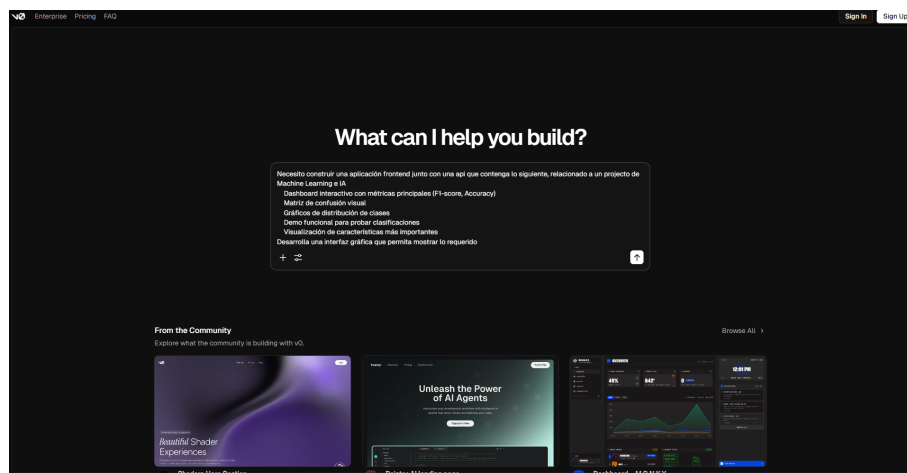 v0 Enterprise Pricing FAQ Sign In Sign Up
What can I help you build?
Necesito construir una aplicación frontend junto con una api que contenga lo siguiente, relacionado a un projecto de
Machine Learning e IA
Dashboard interactivo con métricas principales (F1-score, Accuracy)
Matriz de confusión visual
Gráficos de distribución de clases
Demo funcional para probar clasificaciones
Visualización de características más importantes
Desarrolla una interfaz gráfica que permita mostrar lo requerido
From the Community
Browse All
Explore what the community is building with v0.
Beautiful Shader
Experiences
Unleash the Power
of AI Agents
12:01 PM